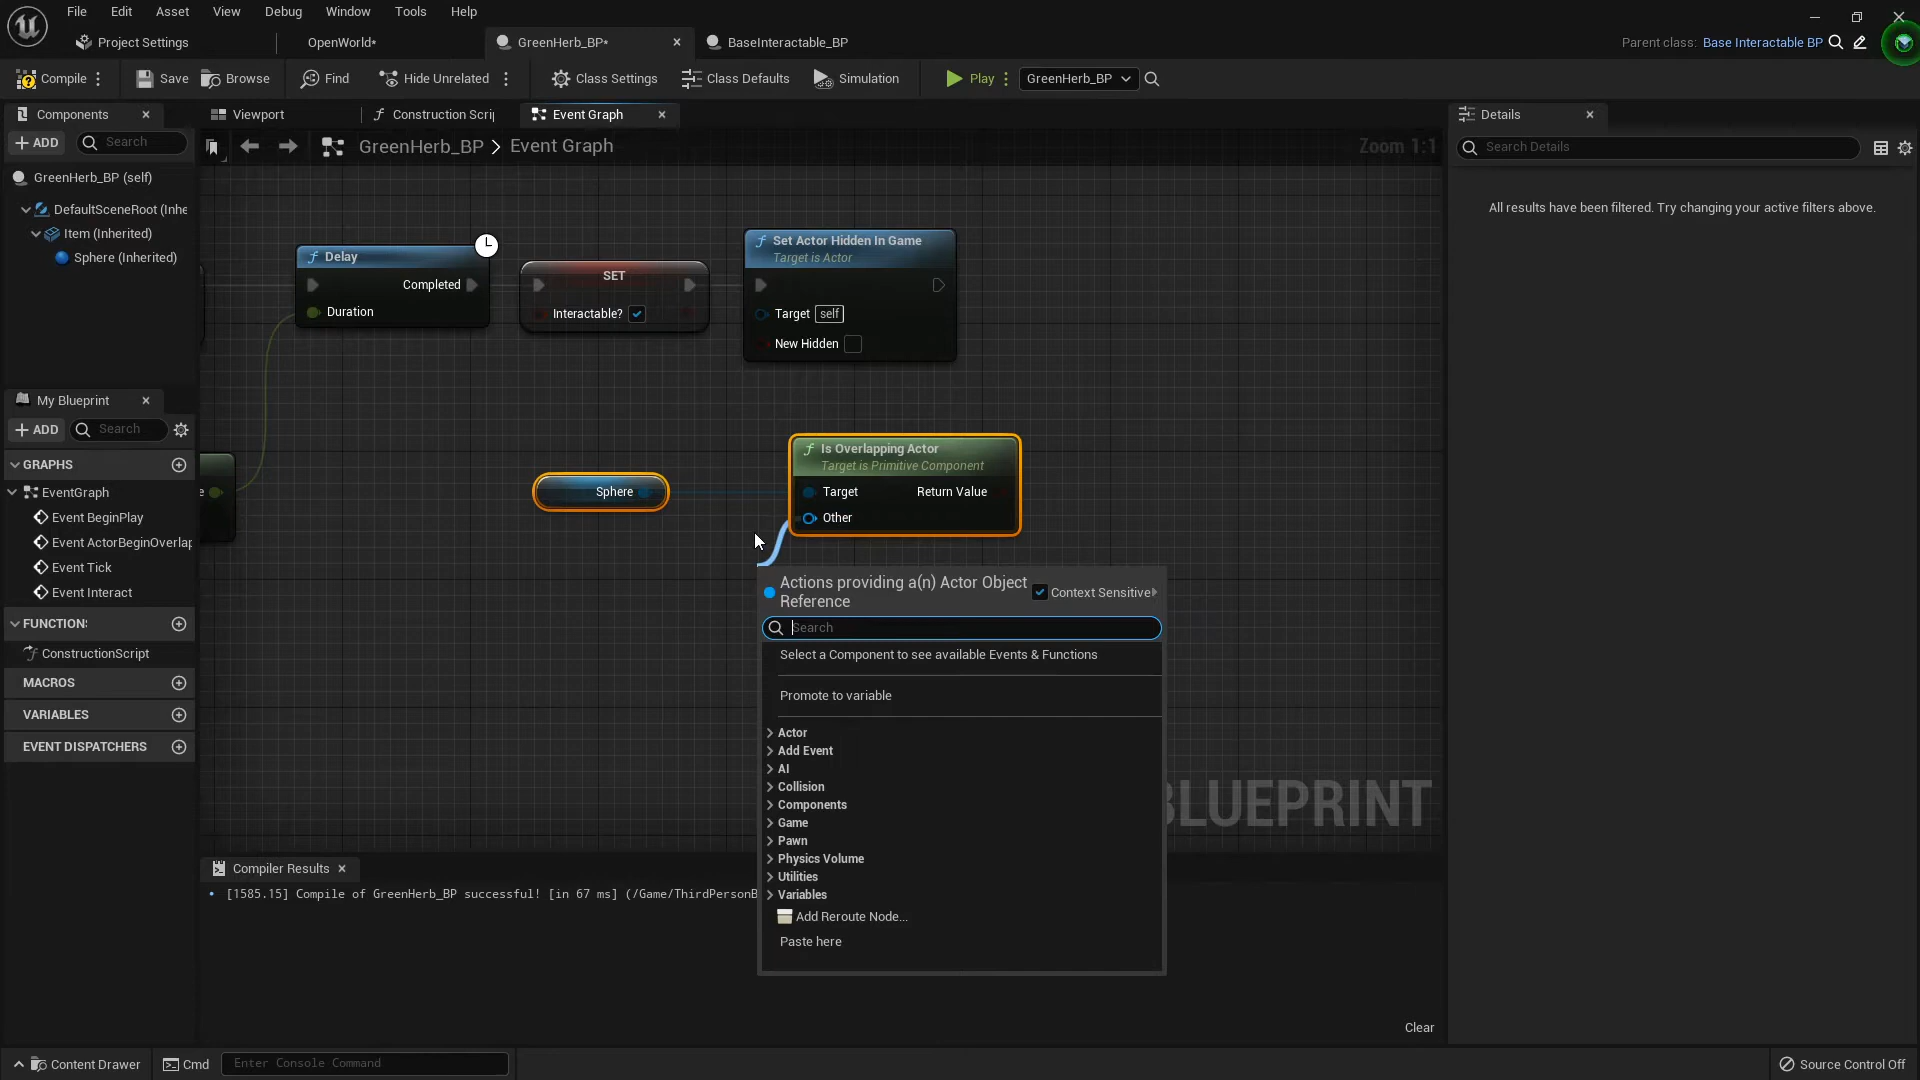 File Edit Asset View Debug Window Tools Help
Project Settings OpenWorld* GreenHerb_BP* BaseInteractable_BP Parent class: Base Interactable BP
Compile Save Browse Find Hide Unrelated Class Settings Class Defaults Simulation Play GreenHerb_BP
Components Viewport Construction Scri Event Graph Details
ADD Search GreenHerb_BP Event Graph Zoom 1:1 Search Details
GreenHerb_BP (self)
DefaultSceneRoot (Inhe
Item (Inherited)
Sphere (Inherited)
All results have been filtered. Try changing your active filters above.
Delay
Completed
Duration
SET
Interactable?
Set Actor Hidden In Game
Target is Actor
Target self
New Hidden
My Blueprint
ADD Search
GRAPHS
EventGraph
Event BeginPlay
Event ActorBeginOverlap
Event Tick
Event Interact
FUNCTIONS
ConstructionScript
MACROS
VARIABLES
EVENT DISPATCHERS
e
Sphere
Is Overlapping Actor
Target is Primitive Component
Target Return Value
Other
Actions providing a(n) Actor Object
Reference
Context Sensitive
Search
Select a Component to see available Events & Functions
Promote to variable
Actor
Add Event
AI
Collision
Components
Game
Pawn
Physics Volume
Utilities
Variables
Add Reroute Node...
Paste here
BLUEPRINT
Compiler Results
[1585.15] Compile of GreenHerb_BP successful! [in 67 ms] (/Game/ThirdPersonB
Clear
Content Drawer Cmd Enter Console Command Source Control Off